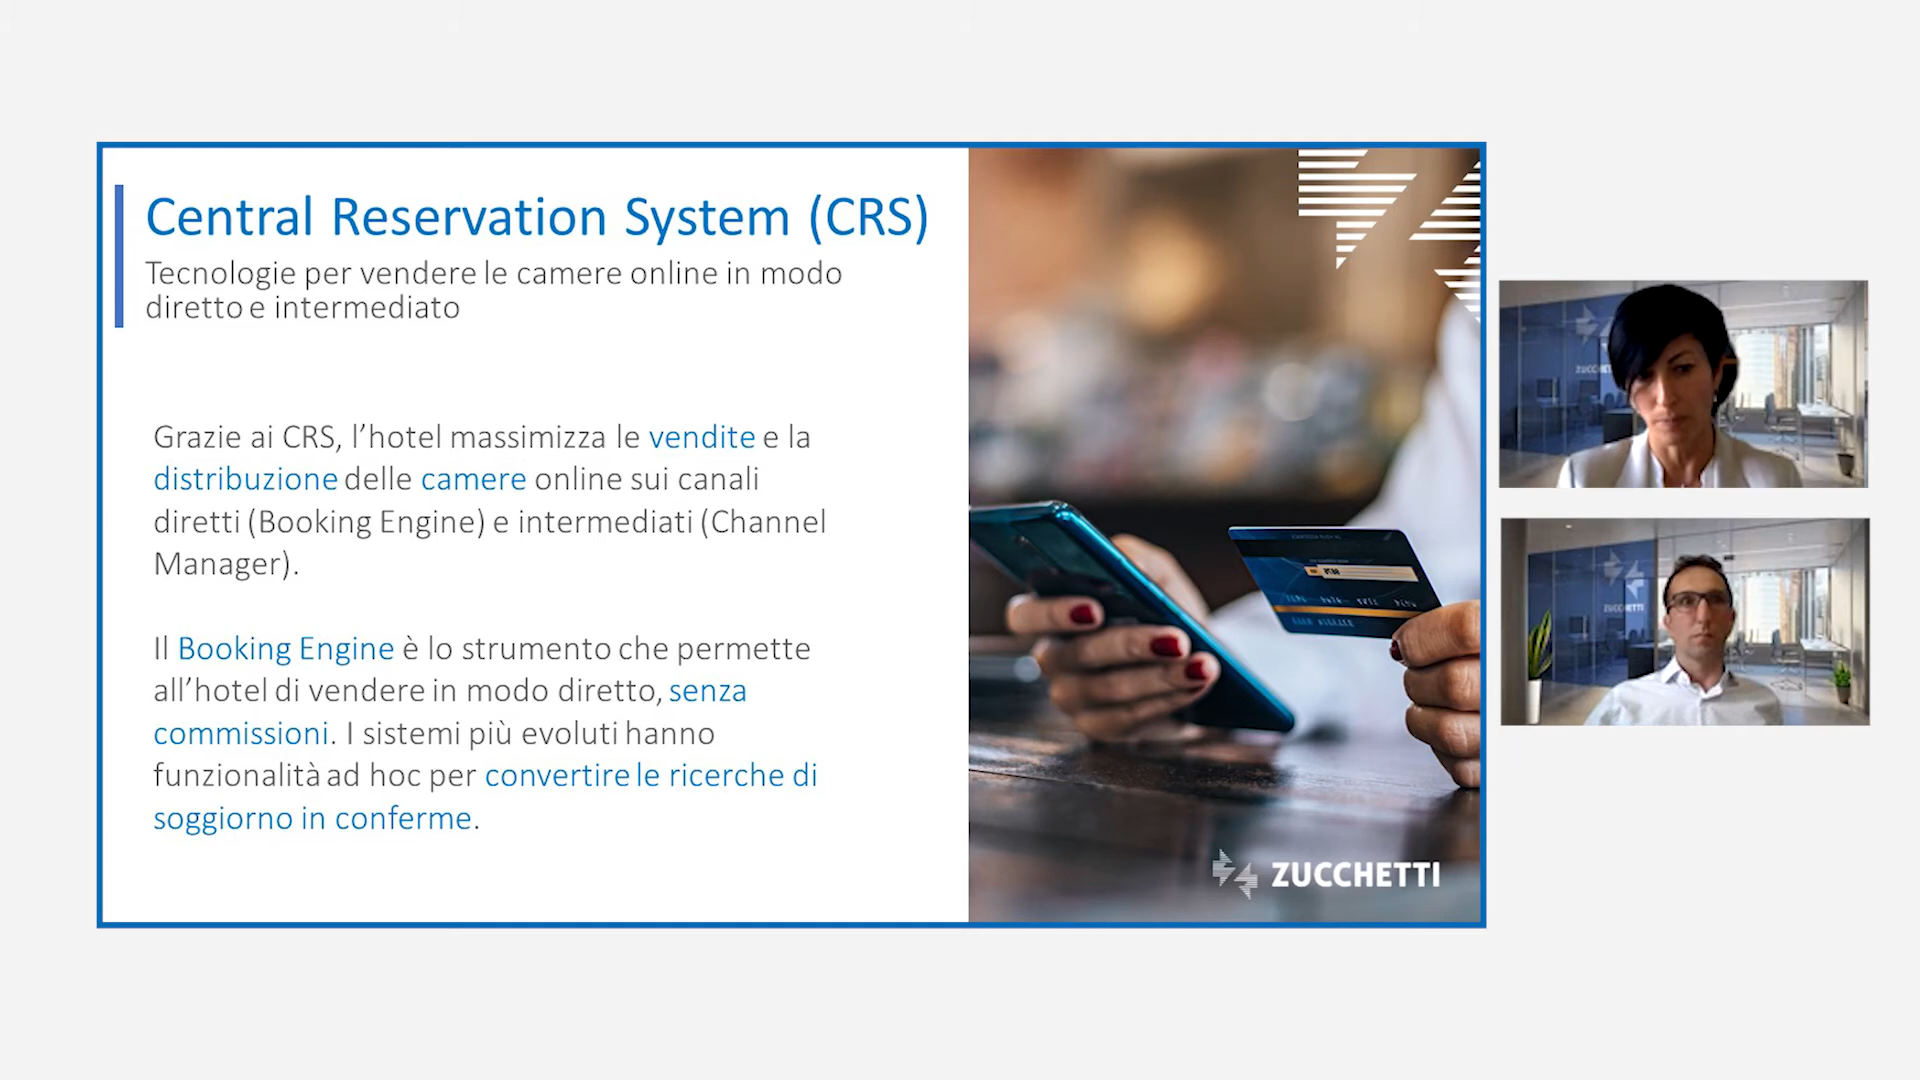 Central Reservation System (CRS)
Tecnologie per vendere le camere online in modo
diretto e intermediato
Grazie ai CRS, l’hotel massimizza le vendite e la
distribuzione delle camere online sui canali
diretti (Booking Engine) e intermediati (Channel
Manager).
Il Booking Engine è lo strumento che permette
all’hotel di vendere in modo diretto, senza
commissioni. I sistemi più evoluti hanno
funzionalità ad hoc per convertire le ricerche di
soggiorno in conferme.
ZUCCHETTI
ZUCCHETTI